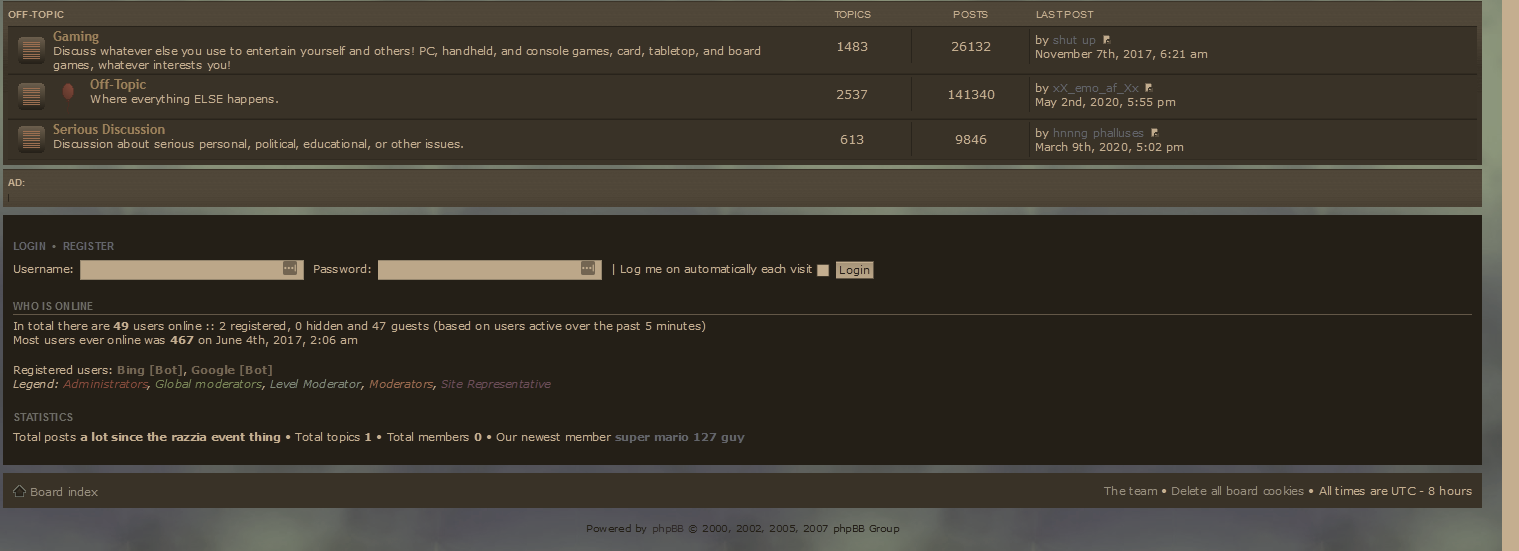 OFF-TOPIC TOPICS POSTS LAST POST
Gaming
Discuss whatever else you use to entertain yourself and others! PC, handheld, and console games, card, tabletop, and board
games, whatever interests you!
1483 26132
by shut up
November 7th, 2017, 6:21 am
Off-Topic
Where everything ELSE happens.
2537 141340
by xX_emo_af_Xx
May 2nd, 2020, 5:55 pm
Serious Discussion
Discussion about serious personal, political, educational, or other issues.
613 9846
by hnnng phalluses
March 9th, 2020, 5:02 pm
AD:
|
LOGIN • REGISTER
Username: Password: | Log me on automatically each visit Login
WHO IS ONLINE
In total there are 49 users online :: 2 registered, 0 hidden and 47 guests (based on users active over the past 5 minutes)
Most users ever online was 467 on June 4th, 2017, 2:06 am
Registered users: Bing [Bot], Google [Bot]
Legend: Administrators, Global moderators, Level Moderator, Moderators, Site Representative
STATISTICS
Total posts a lot since the razzia event thing • Total topics 1 • Total members 0 • Our newest member super mario 127 guy
Board index
The team • Delete all board cookies • All times are UTC - 8 hours
Powered by phpBB © 2000, 2002, 2005, 2007 phpBB Group